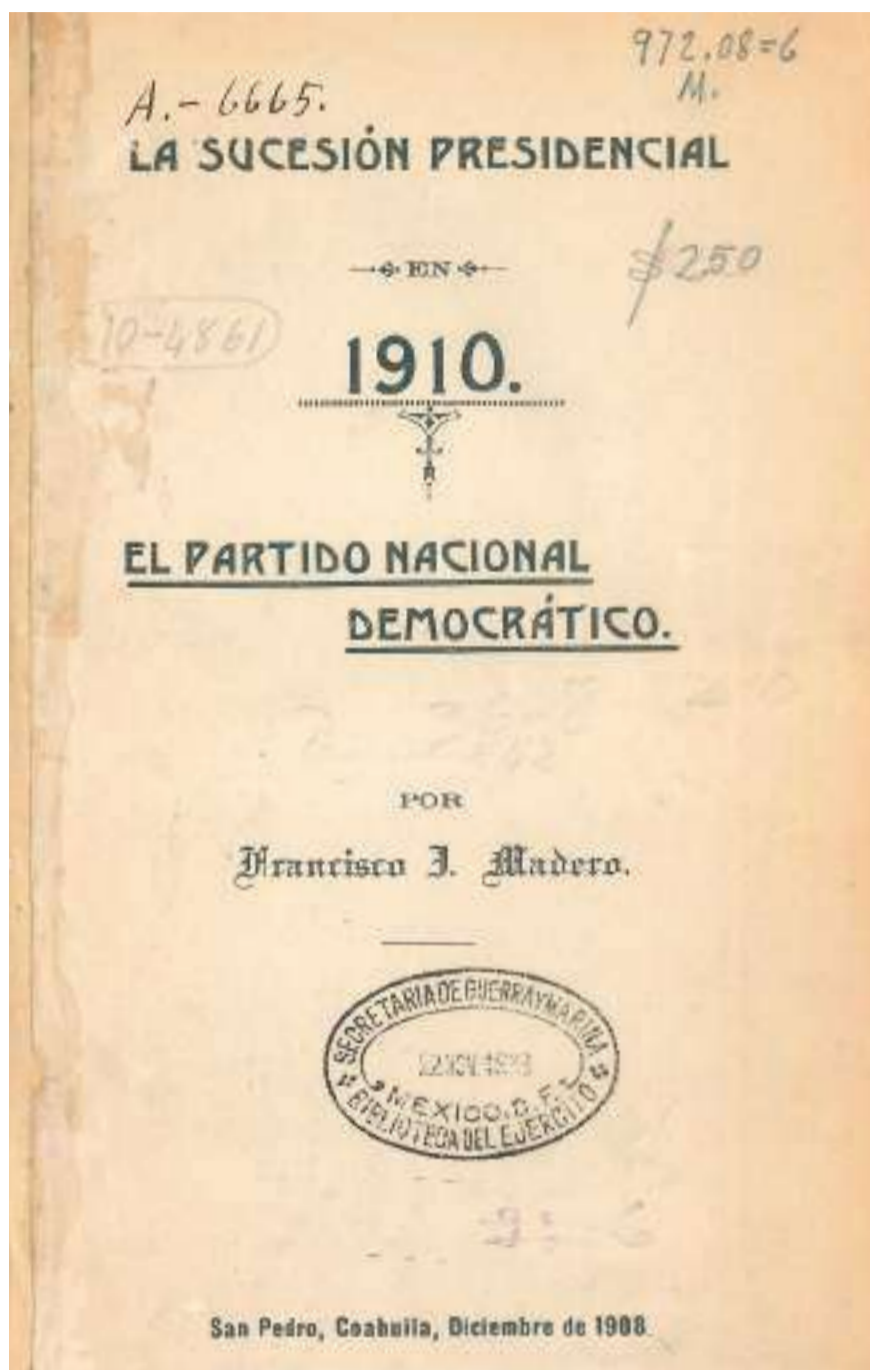 972.08=6
M.
A.- 6665.
LA SUCESIÓN PRESIDENCIAL
EN
$250
10-4861
1910.
EL PARTIDO NACIONAL
DEMOCRÁTICO.
POR
Francisco I. Madero.
SECRETARIA DE GUERRA Y MARINA
MEXICO. D. F.
BIBLIOTECA DEL EJERCITO
San Pedro, Coahuila, Diciembre de 1908